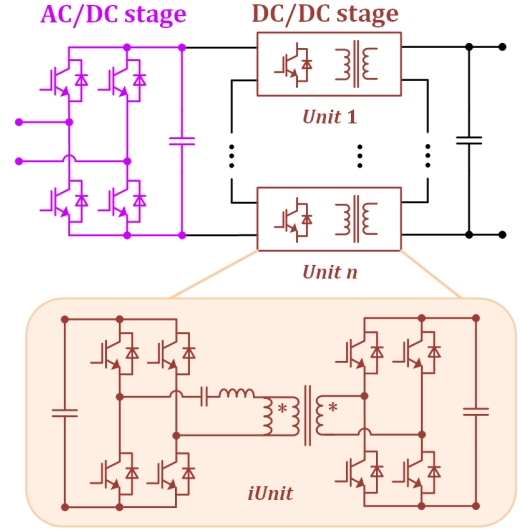 AC/DC stage
DC/DC stage
Unit 1
Unit n
* *
iUnit